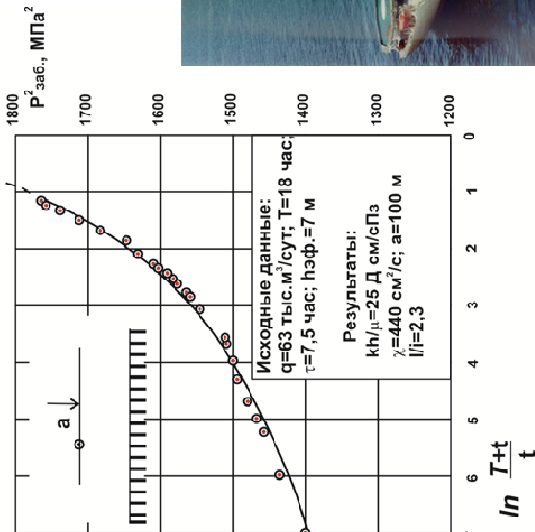 P²заб., МПа²
1800
1700
1600
1500
1400
1300
1200
0
1
2
3
4
5
6
a
Исходные данные:
q=63 тыс.м³/сут; T=18 час;
τ=7,5 час; hэф.=7 м
Результаты:
kh/μ=25 Д см/сПз
χ=440 см²/с; a=100 м
l/i=2,3
ln T+t
t